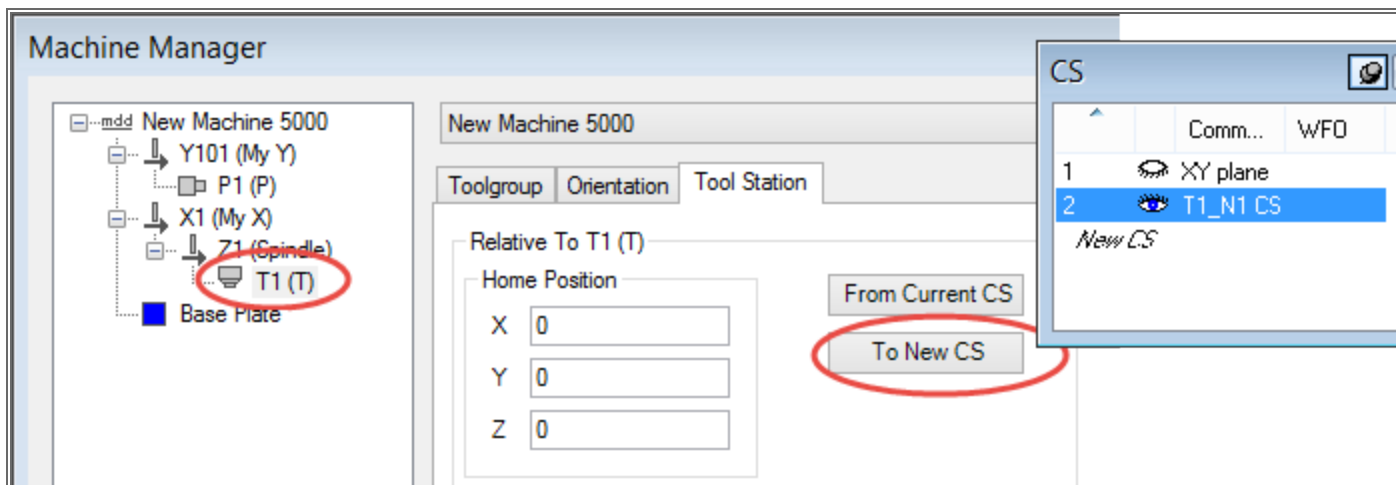 Machine Manager
mdd New Machine 5000
Y101 (My Y)
P1 (P)
X1 (My X)
Z1 (Spindle)
T1 (T)
Base Plate
New Machine 5000
Toolgroup Orientation Tool Station
Relative To T1 (T)
Home Position
X 0
Y 0
Z 0
From Current CS
To New CS
CS
Comm... WFO
1 XY plane
2 T1_N1 CS
New CS